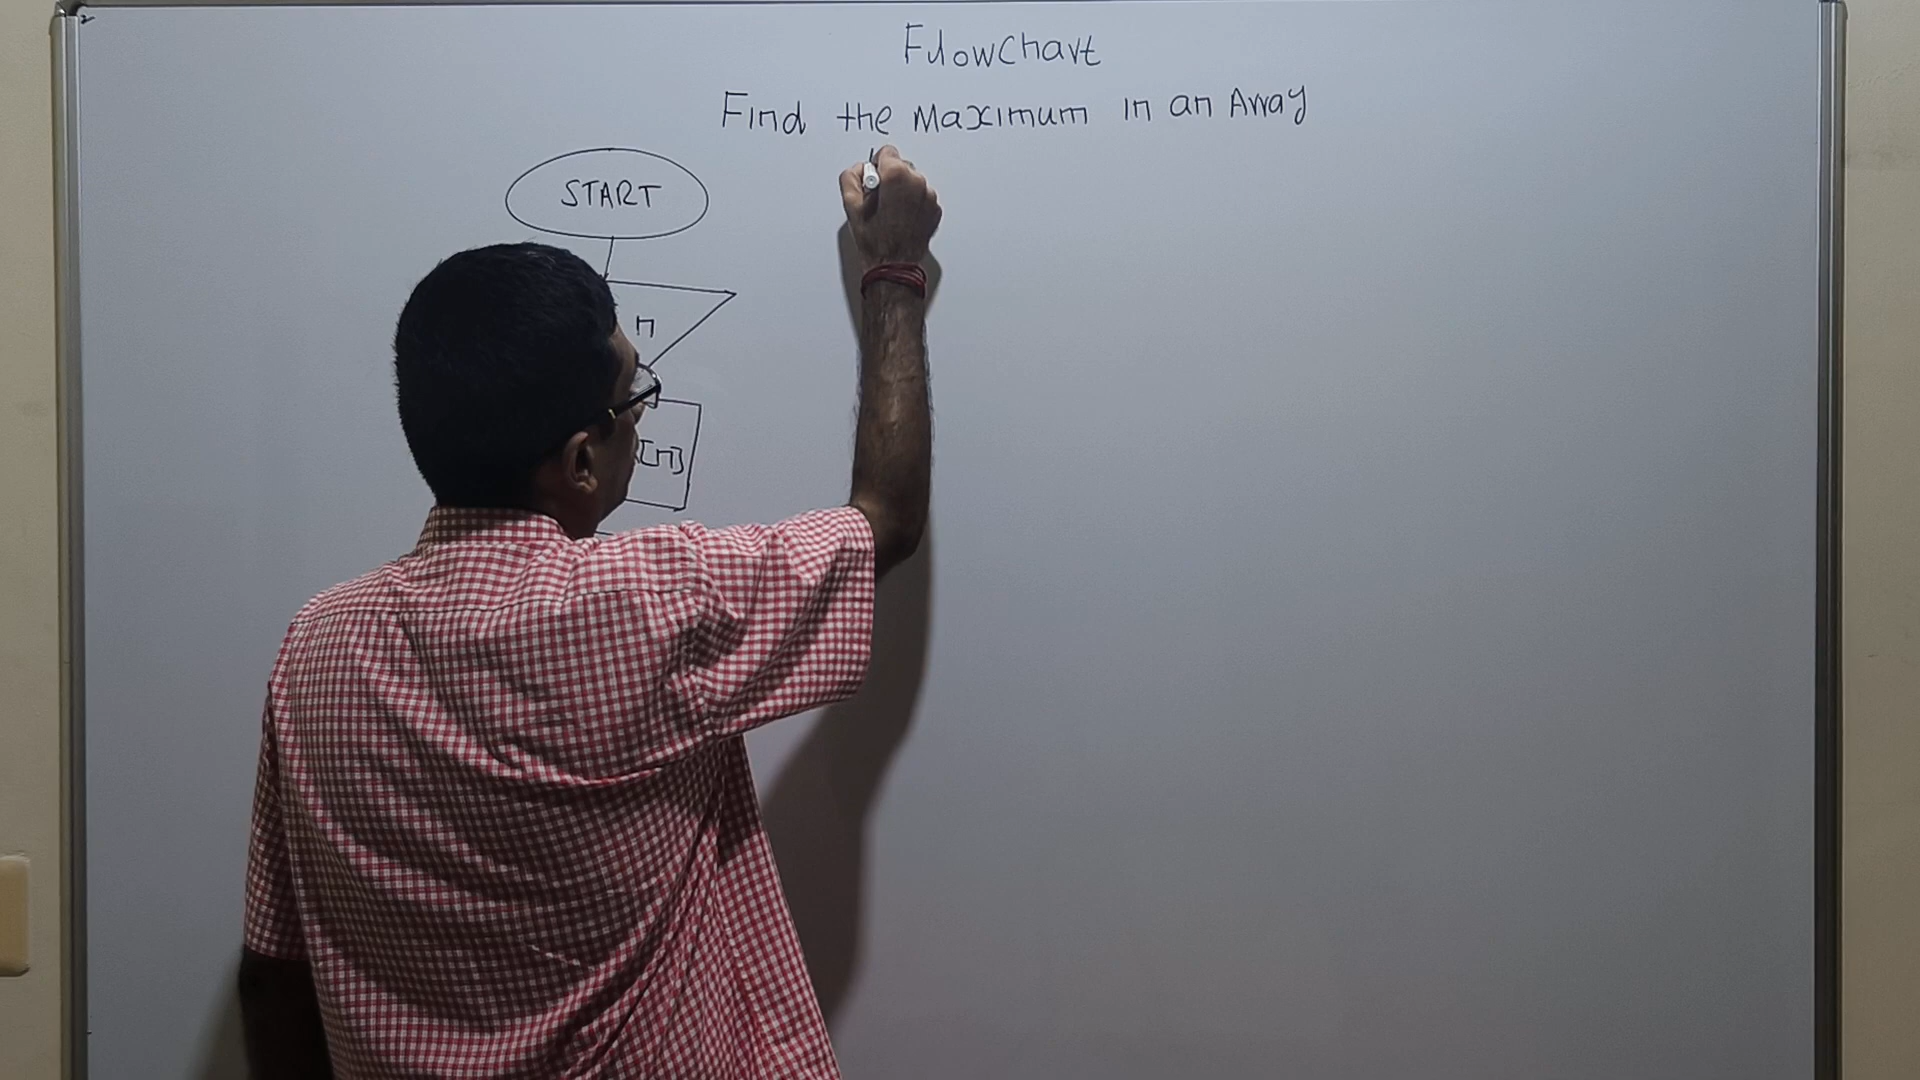 FlowChart
Find the Maximum in an Array
START
n
[n]